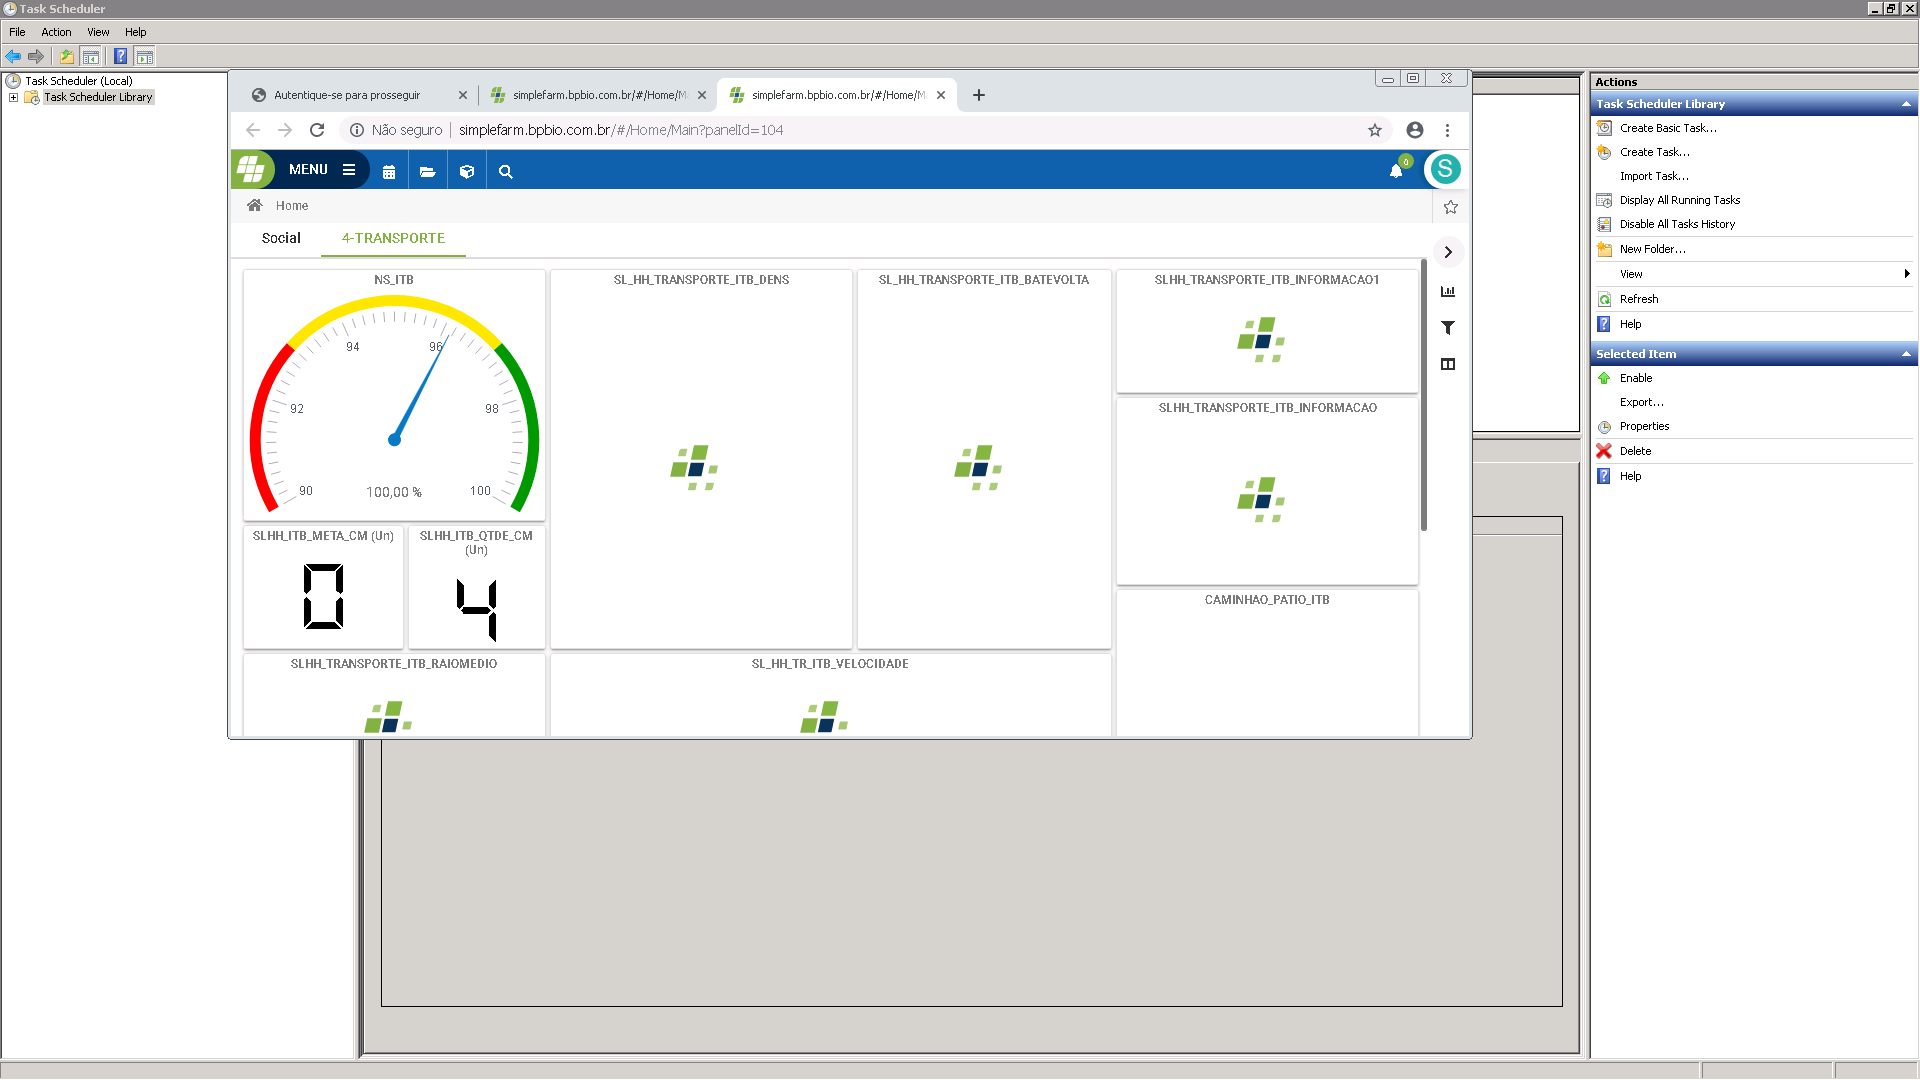 Task Scheduler
File Action View Help
Task Scheduler (Local)
Task Scheduler Library
Autentique-se para prosseguir
simplefarm.bpbio.com.br/#/Home/M
simplefarm.bpbio.com.br/#/Home/M
Não seguro simplefarm.bpbio.com.br/#/Home/Main?panelId=104
MENU
0
S
Home
Social 4-TRANSPORTE
NS_ITB
90
92
94
96
98
100
100,00 %
SL_HH_TRANSPORTE_ITB_DENS
SL_HH_TRANSPORTE_ITB_BATEVOLTA
SLHH_TRANSPORTE_ITB_INFORMACAO1
SLHH_TRANSPORTE_ITB_INFORMACAO
SLHH_ITB_META_CM (Un)
0
SLHH_ITB_QTDE_CM
(Un)
4
CAMINHAO_PATIO_ITB
SLHH_TRANSPORTE_ITB_RAIOMEDIO
SL_HH_TR_ITB_VELOCIDADE
Actions
Task Scheduler Library
Create Basic Task...
Create Task...
Import Task...
Display All Running Tasks
Disable All Tasks History
New Folder...
View
Refresh
Help
Selected Item
Enable
Export...
Properties
Delete
Help